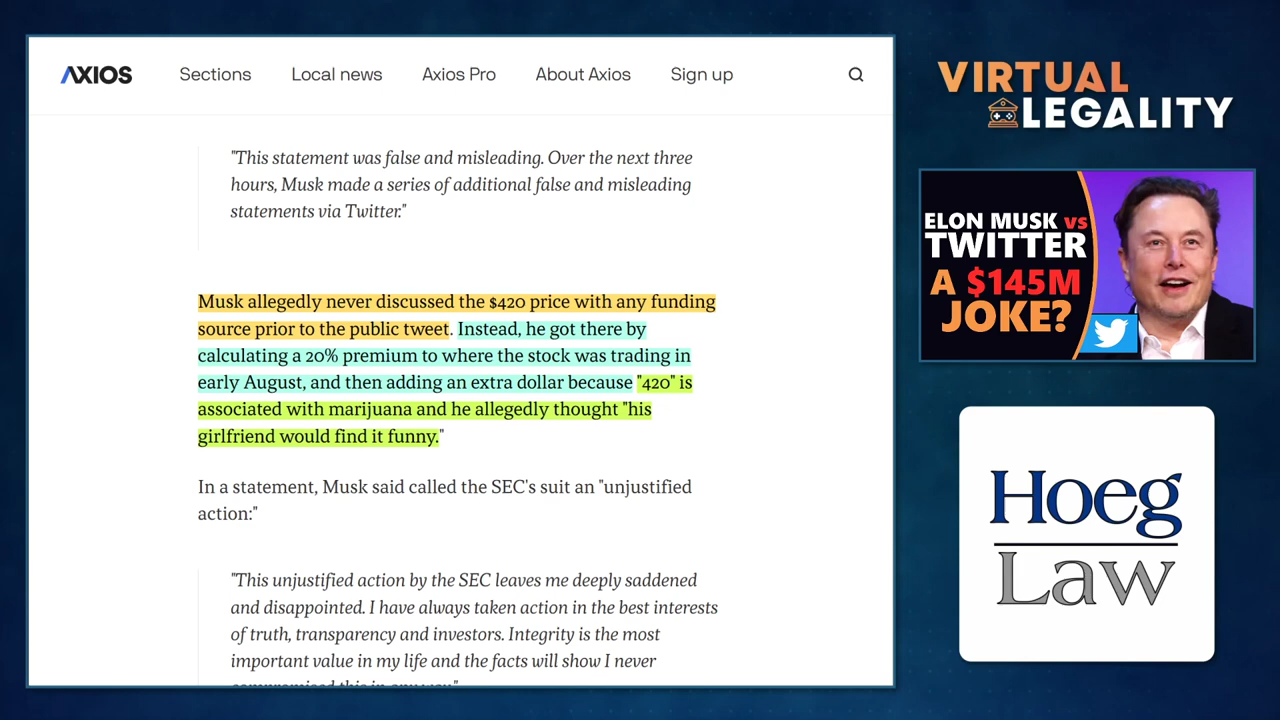 AXIOS
Sections
Local news
Axios Pro
About Axios
Sign up
"This statement was false and misleading. Over the next three
hours, Musk made a series of additional false and misleading
statements via Twitter."
Musk allegedly never discussed the $420 price with any funding
source prior to the public tweet. Instead, he got there by
calculating a 20% premium to where the stock was trading in
early August, and then adding an extra dollar because "420" is
associated with marijuana and he allegedly thought "his
girlfriend would find it funny."
In a statement, Musk said called the SEC's suit an "unjustified
action:"
"This unjustified action by the SEC leaves me deeply saddened
and disappointed. I have always taken action in the best interests
of truth, transparency and investors. Integrity is the most
important value in my life and the facts will show I never
compromised this in any way."
VIRTUAL
LEGALITY
ELON MUSK vs
TWITTER
A $145M
JOKE?
Hoeg
Law